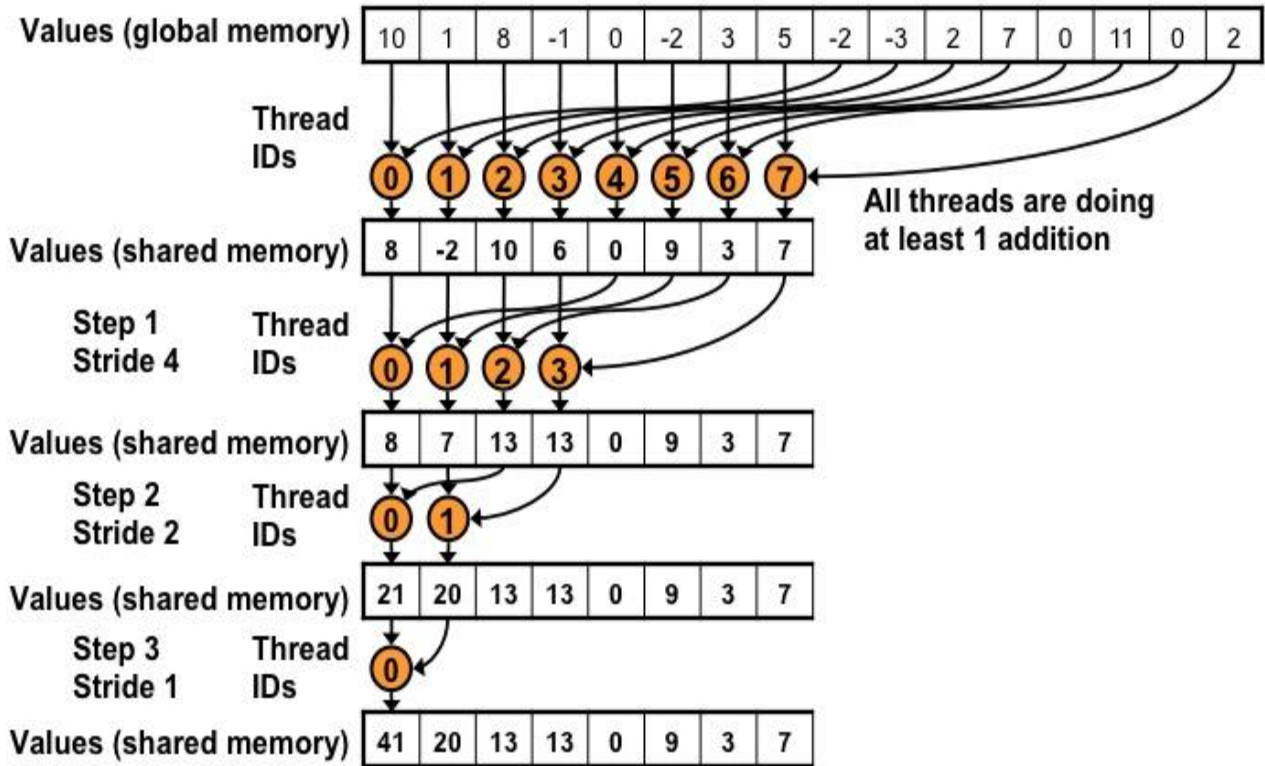 Values (global memory) 10 1 8 -1 0 -2 3 5 -2 -3 2 7 0 11 0 2
Thread
IDs
0 1 2 3 4 5 6 7
All threads are doing
at least 1 addition
Values (shared memory) 8 -2 10 6 0 9 3 7
Step 1 Thread
Stride 4 IDs
0 1 2 3
Values (shared memory) 8 7 13 13 0 9 3 7
Step 2 Thread
Stride 2 IDs
0 1
Values (shared memory) 21 20 13 13 0 9 3 7
Step 3 Thread
Stride 1 IDs
0
Values (shared memory) 41 20 13 13 0 9 3 7